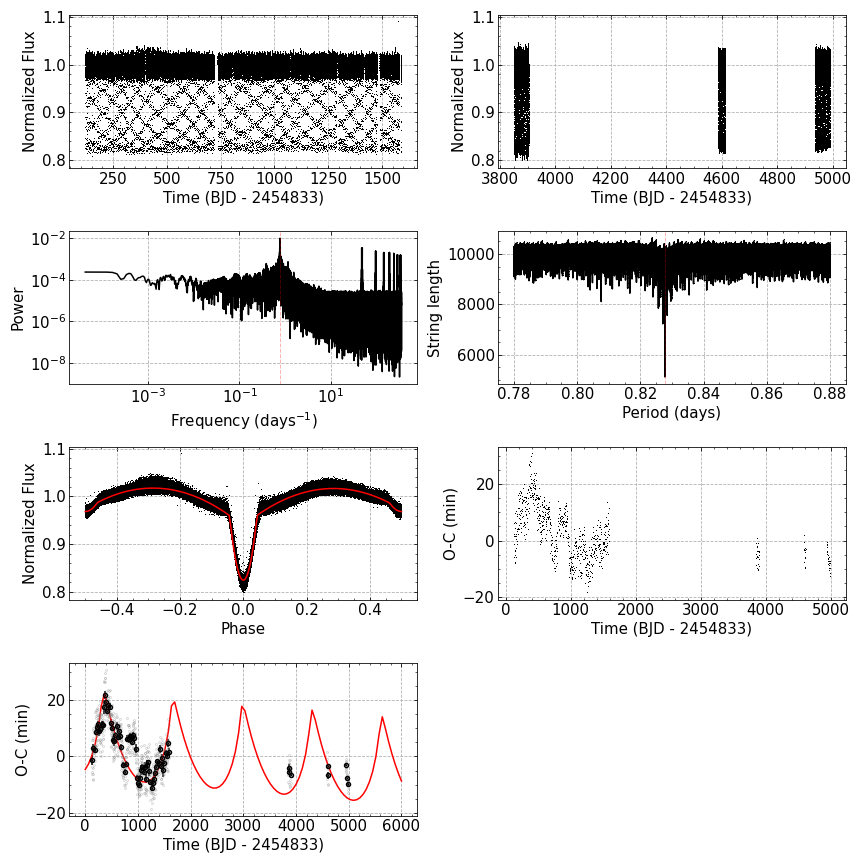 1.1
1.0
0.9
0.8
Normalized Flux
250 500 750 1000 1250 1500
Time (BJD - 2454833)
1.1
1.0
0.9
0.8
Normalized Flux
3800 4000 4200 4400 4600 4800 5000
Time (BJD - 2454833)
10⁻²
10⁻⁴
10⁻⁶
10⁻⁸
Power
10⁻³ 10⁻¹ 10¹
Frequency (days⁻¹)
10000
8000
6000
String length
0.78 0.80 0.82 0.84 0.86 0.88
Period (days)
1.1
1.0
0.9
0.8
Normalized Flux
−0.4 −0.2 0.0 0.2 0.4
Phase
20
0
−20
O-C (min)
0 1000 2000 3000 4000 5000
Time (BJD - 2454833)
20
0
−20
O-C (min)
0 1000 2000 3000 4000 5000 6000
Time (BJD - 2454833)